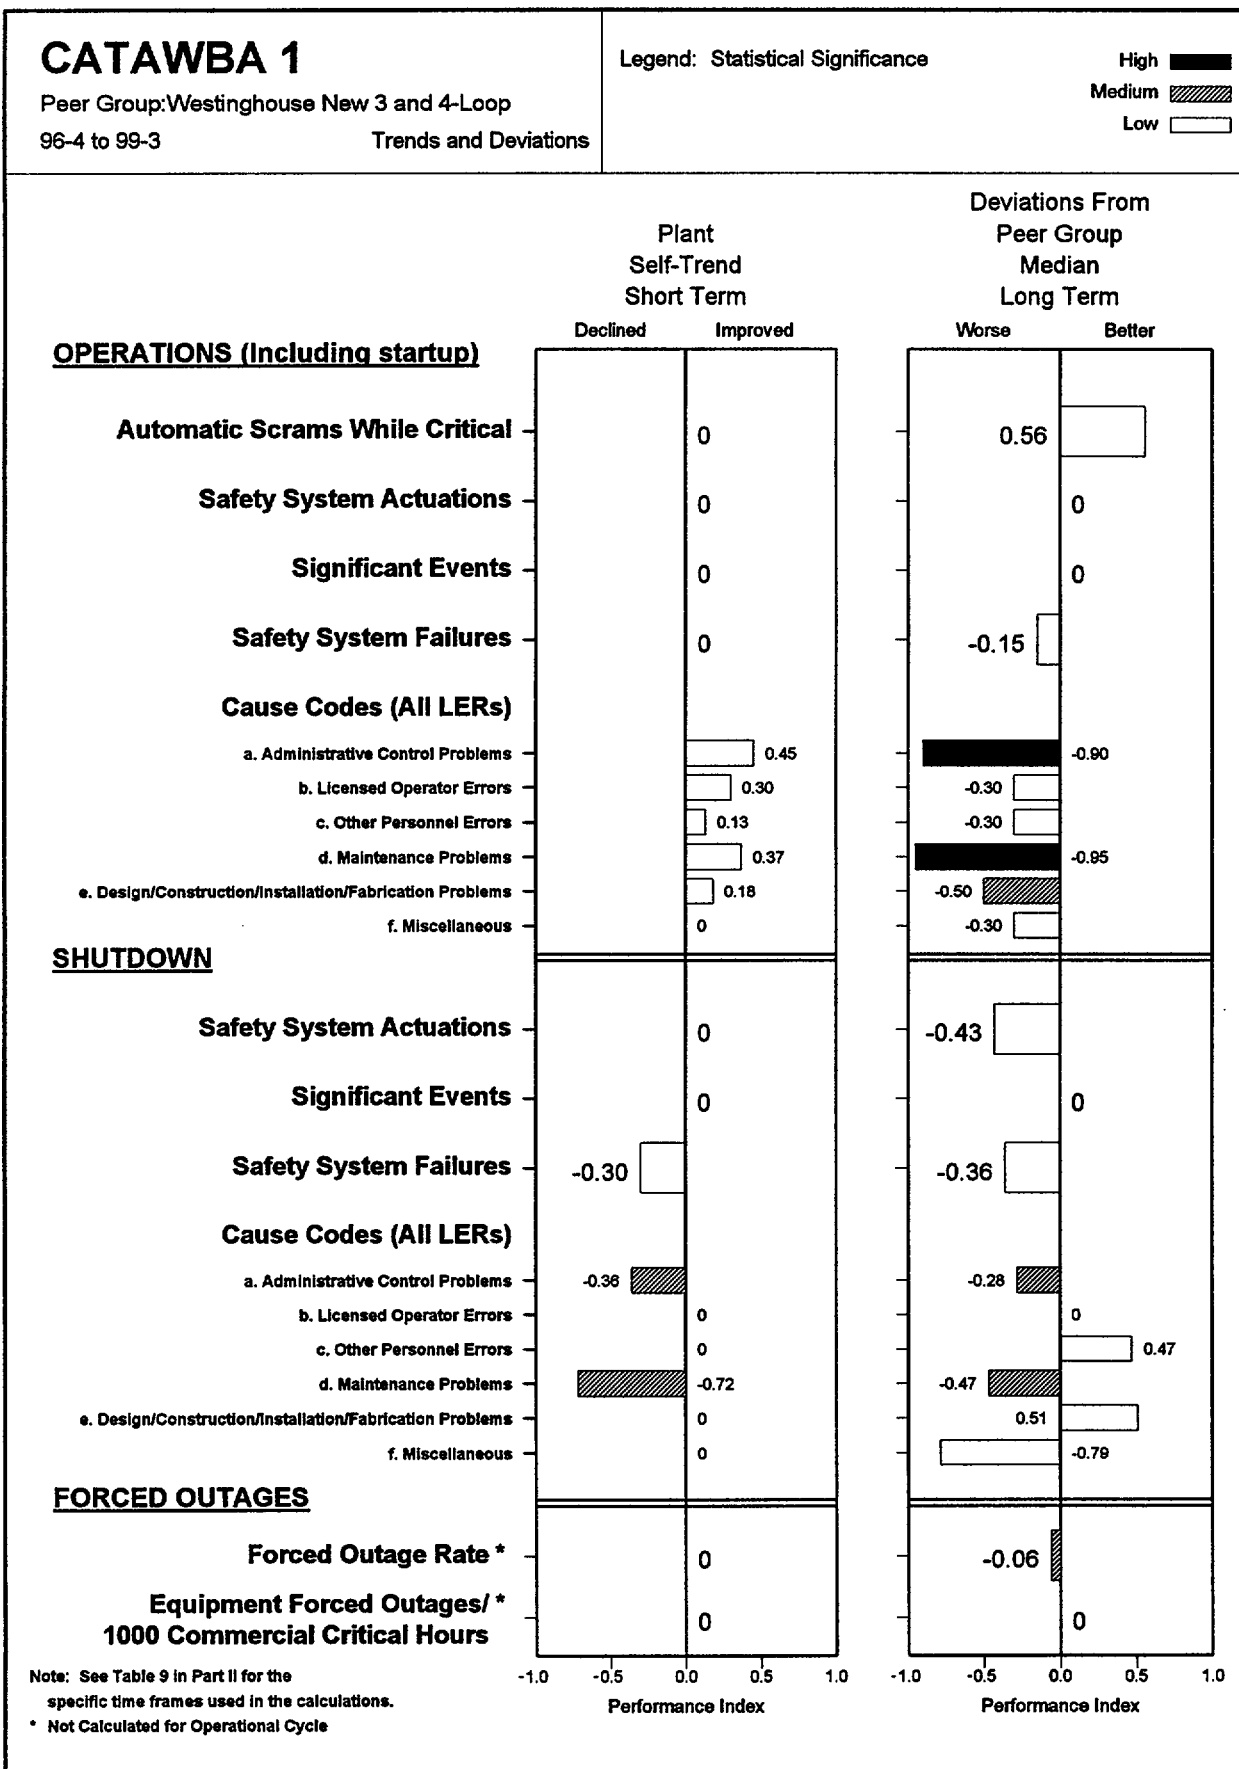 CATAWBA 1
Peer Group:Westinghouse New 3 and 4-Loop
96-4 to 99-3 Trends and Deviations
Legend: Statistical Significance
High
Medium
Low
Plant
Self-Trend
Short Term
Deviations From
Peer Group
Median
Long Term
Declined Improved Worse Better
OPERATIONS (Including startup)
Automatic Scrams While Critical 0 0.56
Safety System Actuations 0 0
Significant Events 0 0
Safety System Failures 0 -0.15
Cause Codes (All LERs)
a. Administrative Control Problems 0.45 -0.90
b. Licensed Operator Errors 0.30 -0.30
c. Other Personnel Errors 0.13 -0.30
d. Maintenance Problems 0.37 -0.95
e. Design/Construction/Installation/Fabrication Problems 0.18 -0.50
f. Miscellaneous 0 -0.30
SHUTDOWN
Safety System Actuations 0 -0.43
Significant Events 0 0
Safety System Failures -0.30 -0.36
Cause Codes (All LERs)
a. Administrative Control Problems -0.36 -0.28
b. Licensed Operator Errors 0 0
c. Other Personnel Errors 0 0.47
d. Maintenance Problems -0.72 -0.47
e. Design/Construction/Installation/Fabrication Problems 0 0.51
f. Miscellaneous 0 -0.79
FORCED OUTAGES
Forced Outage Rate * 0 -0.06
Equipment Forced Outages/ *
1000 Commercial Critical Hours 0 0
-1.0 -0.5 0.0 0.5 1.0 -1.0 -0.5 0.0 0.5 1.0
Performance Index Performance Index
Note: See Table 9 in Part II for the
specific time frames used in the calculations.
* Not Calculated for Operational Cycle